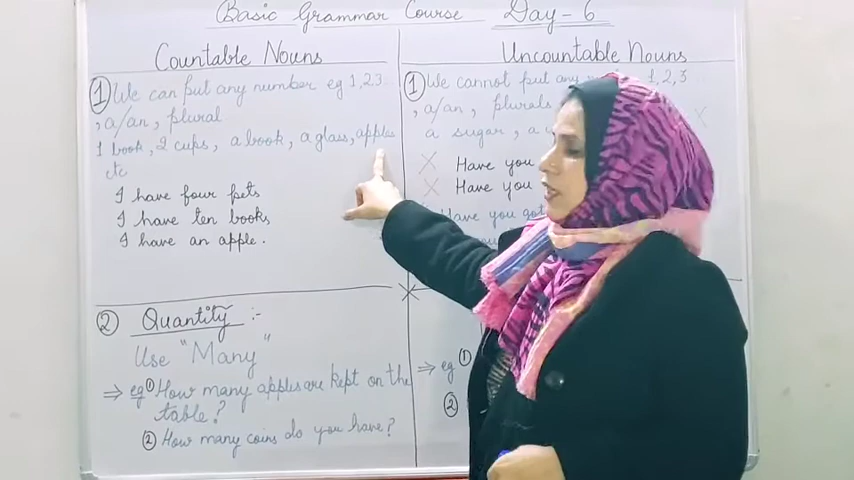 Basic Grammar Course Day-6
Countable Nouns
① We can put any number eg 1,2,3
, a/an, plural
1 book, 2 cups, a book, a glass, apples
etc
I have four pets
I have ten books
I have an apple.
② Quantity :-
Use "Many"
⇒ eg ① How many apples are kept on the
table?
② How many coins do you have?
Uncountable Nouns
① We cannot put any 1,2,3
, a/an, plurals
a sugar, a
Have you
Have you
Have you got
⇒ eg ①
②